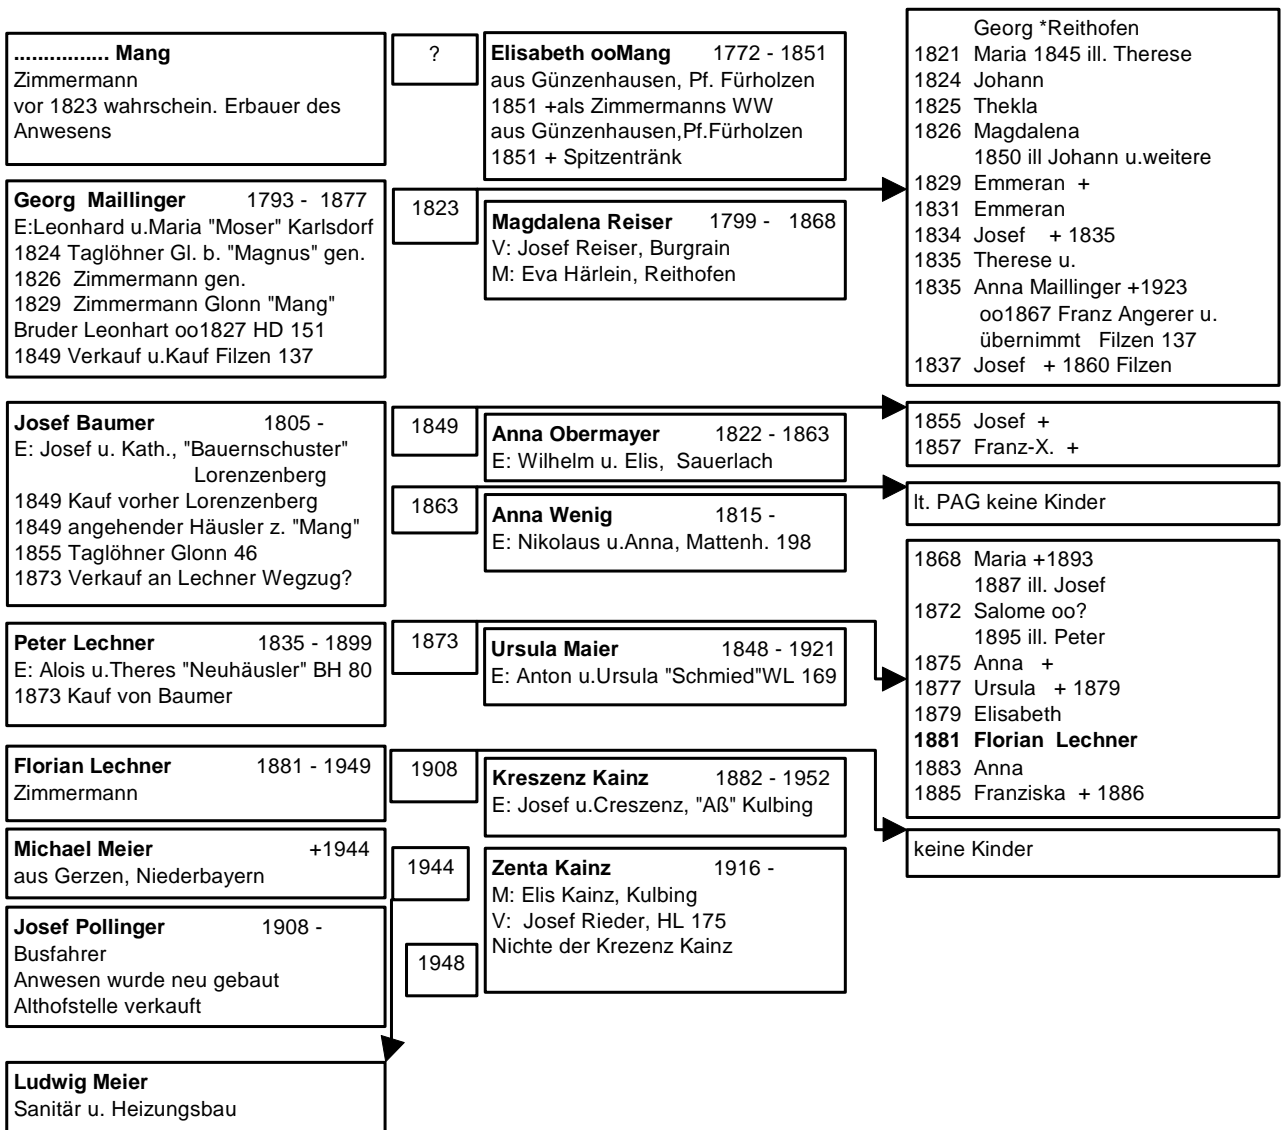 ............... Mang
Zimmermann
vor 1823 wahrschein. Erbauer des
Anwesens
?
Elisabeth ooMang 1772 - 1851
aus Günzenhausen, Pf. Fürholzen
1851 +als Zimmermanns WW
aus Günzenhausen,Pf.Fürholzen
1851 + Spitzentränk
Georg *Reithofen
1821 Maria 1845 ill. Therese
1824 Johann
1825 Thekla
1826 Magdalena
1850 ill Johann u.weitere
1829 Emmeran +
1831 Emmeran
1834 Josef + 1835
1835 Therese u.
1835 Anna Maillinger +1923
oo1867 Franz Angerer u.
übernimmt Filzen 137
1837 Josef + 1860 Filzen
Georg Maillinger 1793 - 1877
E:Leonhard u.Maria "Moser" Karlsdorf
1824 Taglöhner Gl. b. "Magnus" gen.
1826 Zimmermann gen.
1829 Zimmermann Glonn "Mang"
Bruder Leonhart oo1827 HD 151
1849 Verkauf u.Kauf Filzen 137
1823
Magdalena Reiser 1799 - 1868
V: Josef Reiser, Burgrain
M: Eva Härlein, Reithofen
Josef Baumer 1805 -
E: Josef u. Kath., "Bauernschuster"
Lorenzenberg
1849 Kauf vorher Lorenzenberg
1849 angehender Häusler z. "Mang"
1855 Taglöhner Glonn 46
1873 Verkauf an Lechner Wegzug?
1849
Anna Obermayer 1822 - 1863
E: Wilhelm u. Elis, Sauerlach
1855 Josef +
1857 Franz-X. +
1863
Anna Wenig 1815 -
E: Nikolaus u.Anna, Mattenh. 198
lt. PAG keine Kinder
Peter Lechner 1835 - 1899
E: Alois u.Theres "Neuhäusler" BH 80
1873 Kauf von Baumer
1873
Ursula Maier 1848 - 1921
E: Anton u.Ursula "Schmied"WL 169
1868 Maria +1893
1887 ill. Josef
1872 Salome oo?
1895 ill. Peter
1875 Anna +
1877 Ursula + 1879
1879 Elisabeth
1881 Florian Lechner
1883 Anna
1885 Franziska + 1886
Florian Lechner 1881 - 1949
Zimmermann
1908
Kreszenz Kainz 1882 - 1952
E: Josef u.Creszenz, "Aß" Kulbing
keine Kinder
Michael Meier +1944
aus Gerzen, Niederbayern
1944
Zenta Kainz 1916 -
M: Elis Kainz, Kulbing
V: Josef Rieder, HL 175
Nichte der Krezenz Kainz
Josef Pollinger 1908 -
Busfahrer
Anwesen wurde neu gebaut
Althofstelle verkauft
1948
Ludwig Meier
Sanitär u. Heizungsbau